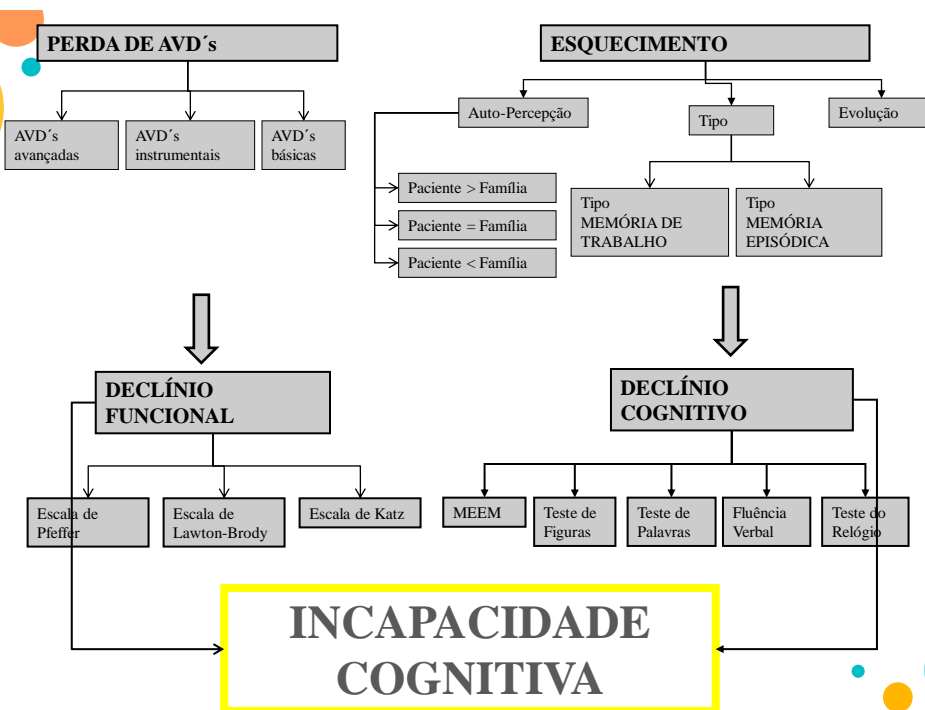 PERDA DE AVD´s
ESQUECIMENTO
AVD´s
avançadas
AVD´s
instrumentais
AVD´s
básicas
Auto-Percepção
Tipo
Evolução
Paciente > Família
Paciente = Família
Paciente < Família
Tipo
MEMÓRIA DE
TRABALHO
Tipo
MEMÓRIA
EPISÓDICA
DECLÍNIO
FUNCIONAL
DECLÍNIO
COGNITIVO
Escala de
Pfeffer
Escala de
Lawton-Brody
Escala de Katz
MEEM
Teste de
Figuras
Teste de
Palavras
Fluência
Verbal
Teste do
Relógio
INCAPACIDADE
COGNITIVA